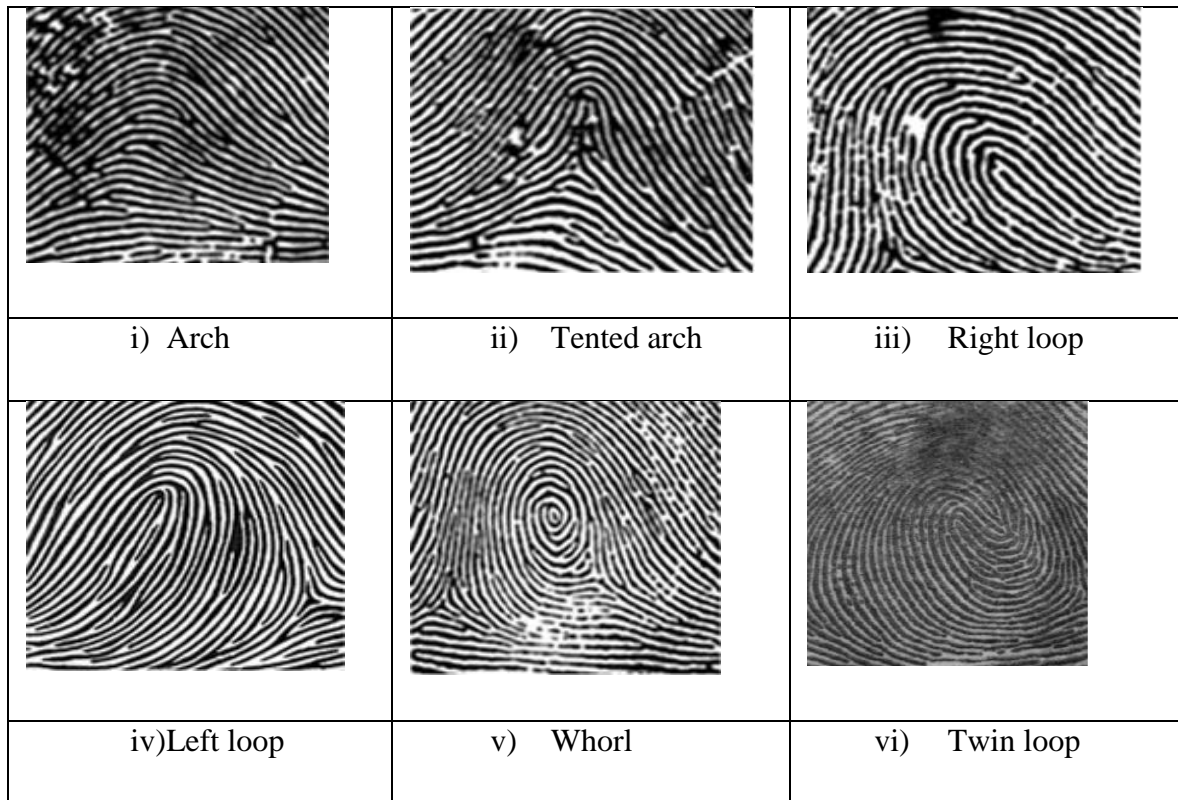 i) Arch
ii) Tented arch
iii) Right loop
iv)Left loop
v) Whorl
vi) Twin loop